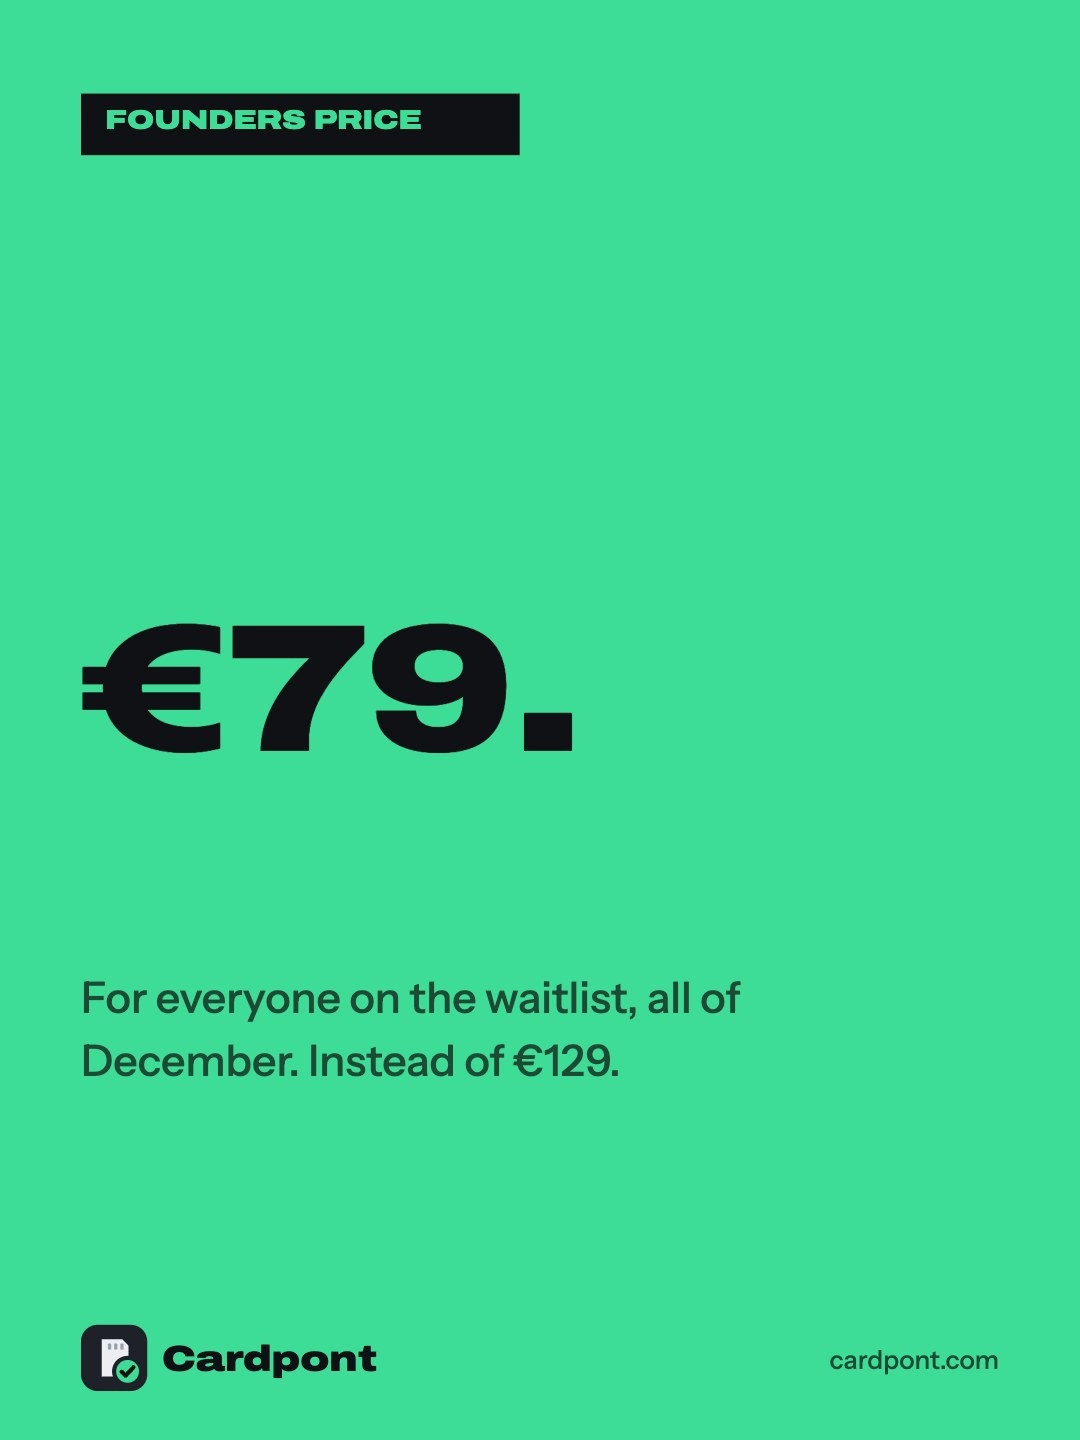 FOUNDERS PRICE
€79.
For everyone on the waitlist, all of
December. Instead of €129.
Cardpont
cardpont.com